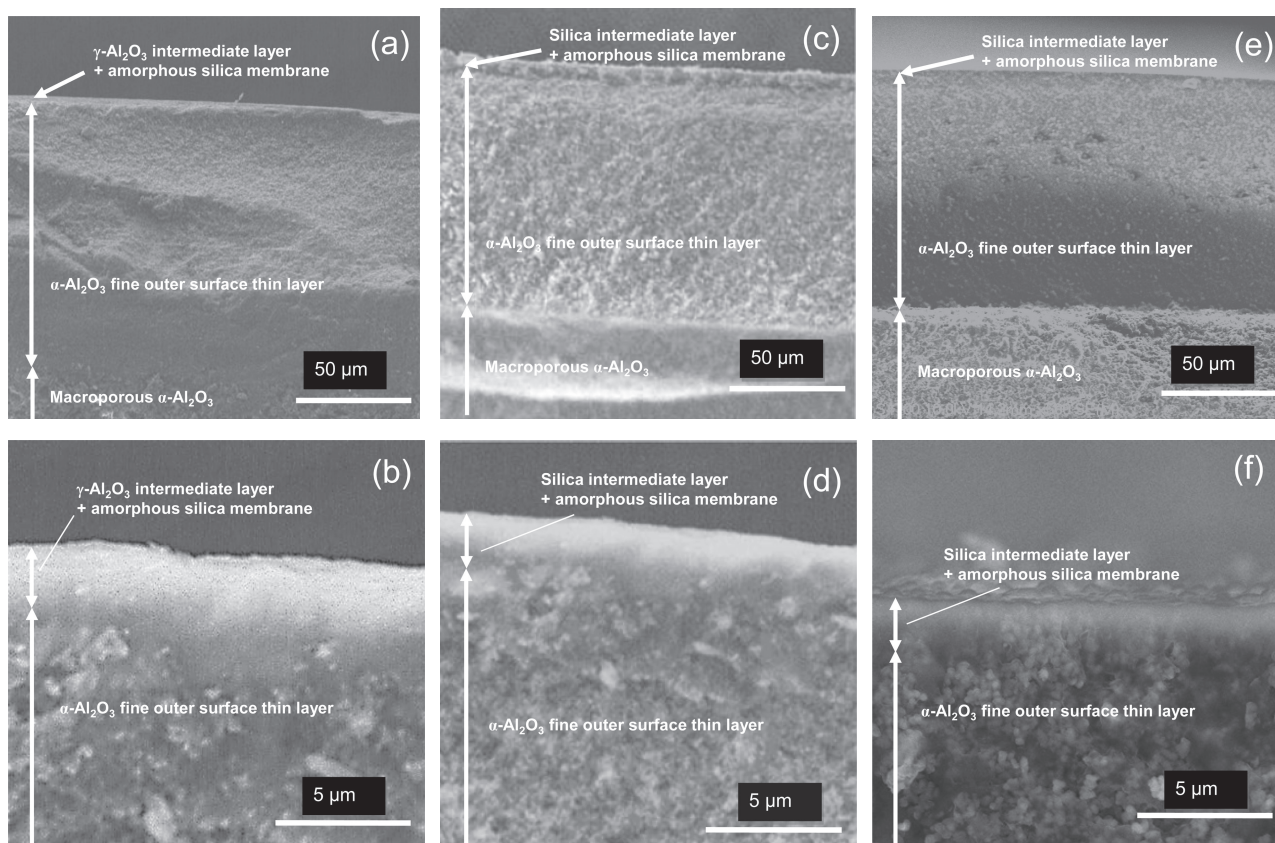 (a)
γ-Al₂O₃ intermediate layer
+ amorphous silica membrane
α-Al₂O₃ fine outer surface thin layer
50 µm
Macroporous α-Al₂O₃
(c)
Silica intermediate layer
+ amorphous silica membrane
α-Al₂O₃ fine outer surface thin layer
50 µm
Macroporous α-Al₂O₃
(e)
Silica intermediate layer
+ amorphous silica membrane
α-Al₂O₃ fine outer surface thin layer
50 µm
Macroporous α-Al₂O₃
(b)
γ-Al₂O₃ intermediate layer
+ amorphous silica membrane
α-Al₂O₃ fine outer surface thin layer
5 µm
(d)
Silica intermediate layer
+ amorphous silica membrane
α-Al₂O₃ fine outer surface thin layer
5 µm
(f)
Silica intermediate layer
+ amorphous silica membrane
α-Al₂O₃ fine outer surface thin layer
5 µm